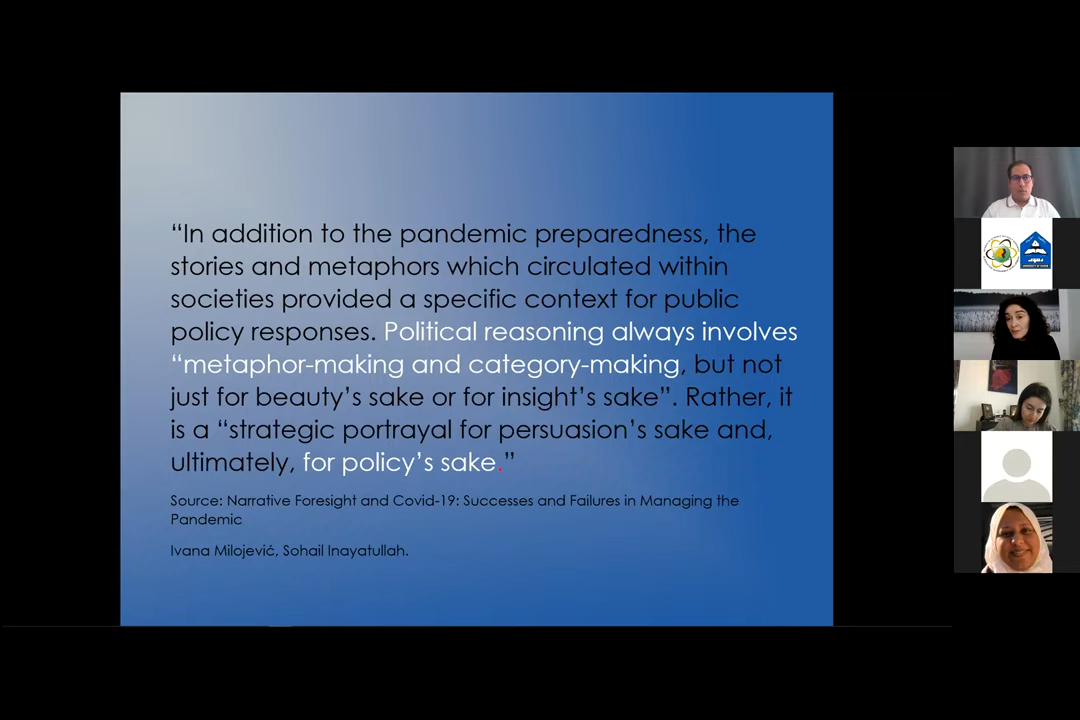 “In addition to the pandemic preparedness, the
stories and metaphors which circulated within
societies provided a specific context for public
policy responses. Political reasoning always involves
“metaphor-making and category-making, but not
just for beauty’s sake or for insight’s sake”. Rather, it
is a “strategic portrayal for persuasion’s sake and,
ultimately, for policy’s sake.”
Source: Narrative Foresight and Covid-19: Successes and Failures in Managing the
Pandemic
Ivana Milojević, Sohail Inayatullah.